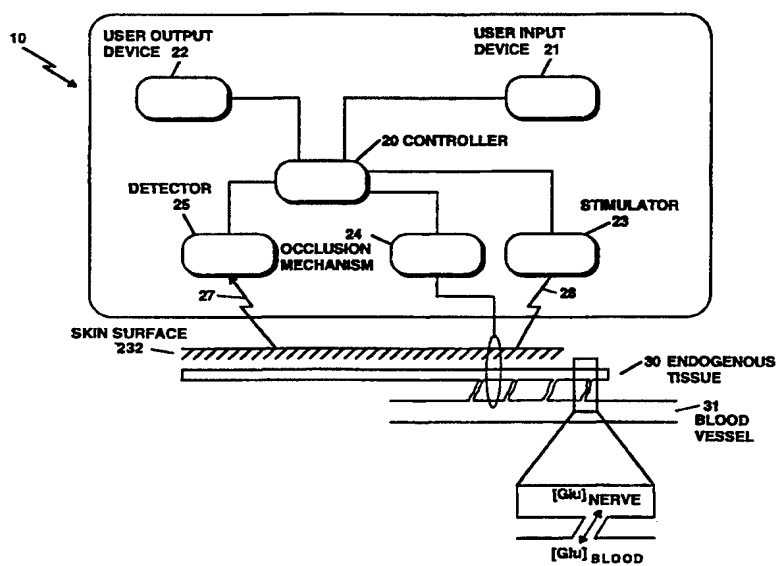 10
USER OUTPUT
DEVICE 22
USER INPUT
DEVICE 21
20 CONTROLLER
DETECTOR
25
24
OCCLUSION
MECHANISM
STIMULATOR
23
27
28
SKIN SURFACE
232
30 ENDOGENOUS
TISSUE
31
BLOOD
VESSEL
[Glu] NERVE
[Glu] BLOOD